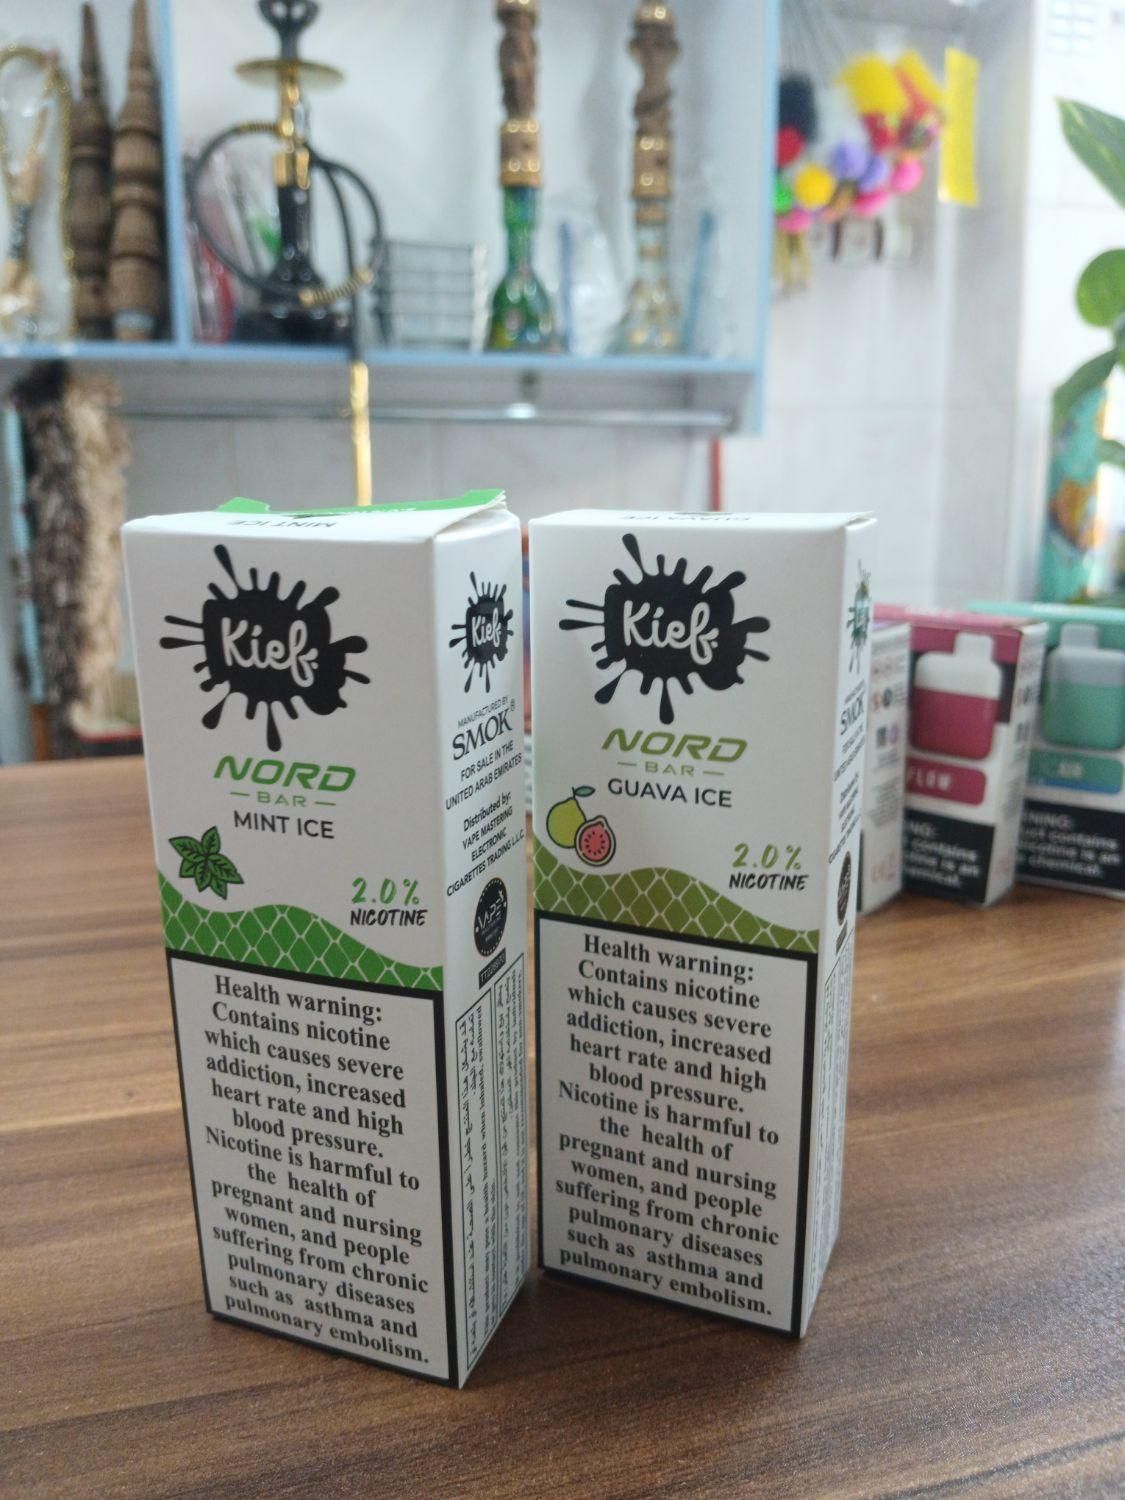 MINT ICE
Kief
NORD
BAR
MINT ICE
2.0%
NICOTINE
Health warning:
Contains nicotine
which causes severe
addiction, increased
heart rate and high
blood pressure.
Nicotine is harmful to
the health of
pregnant and nursing
women, and people
suffering from chronic
pulmonary diseases
such as asthma and
pulmonary embolism.
Kief
MANUFACTURED BY
SMOK®
FOR SALE IN THE
UNITED ARAB EMIRATES
Distributed by:
VAPE MASTERING
ELECTRONIC
CIGARETTES TRADING L.L.C.
VAPE
GUAVA ICE
Kief
NORD
BAR
GUAVA ICE
2.0%
NICOTINE
Health warning:
Contains nicotine
which causes severe
addiction, increased
heart rate and high
blood pressure.
Nicotine is harmful to
the health of
pregnant and nursing
women, and people
suffering from chronic
pulmonary diseases
such as asthma and
pulmonary embolism.
SMOK